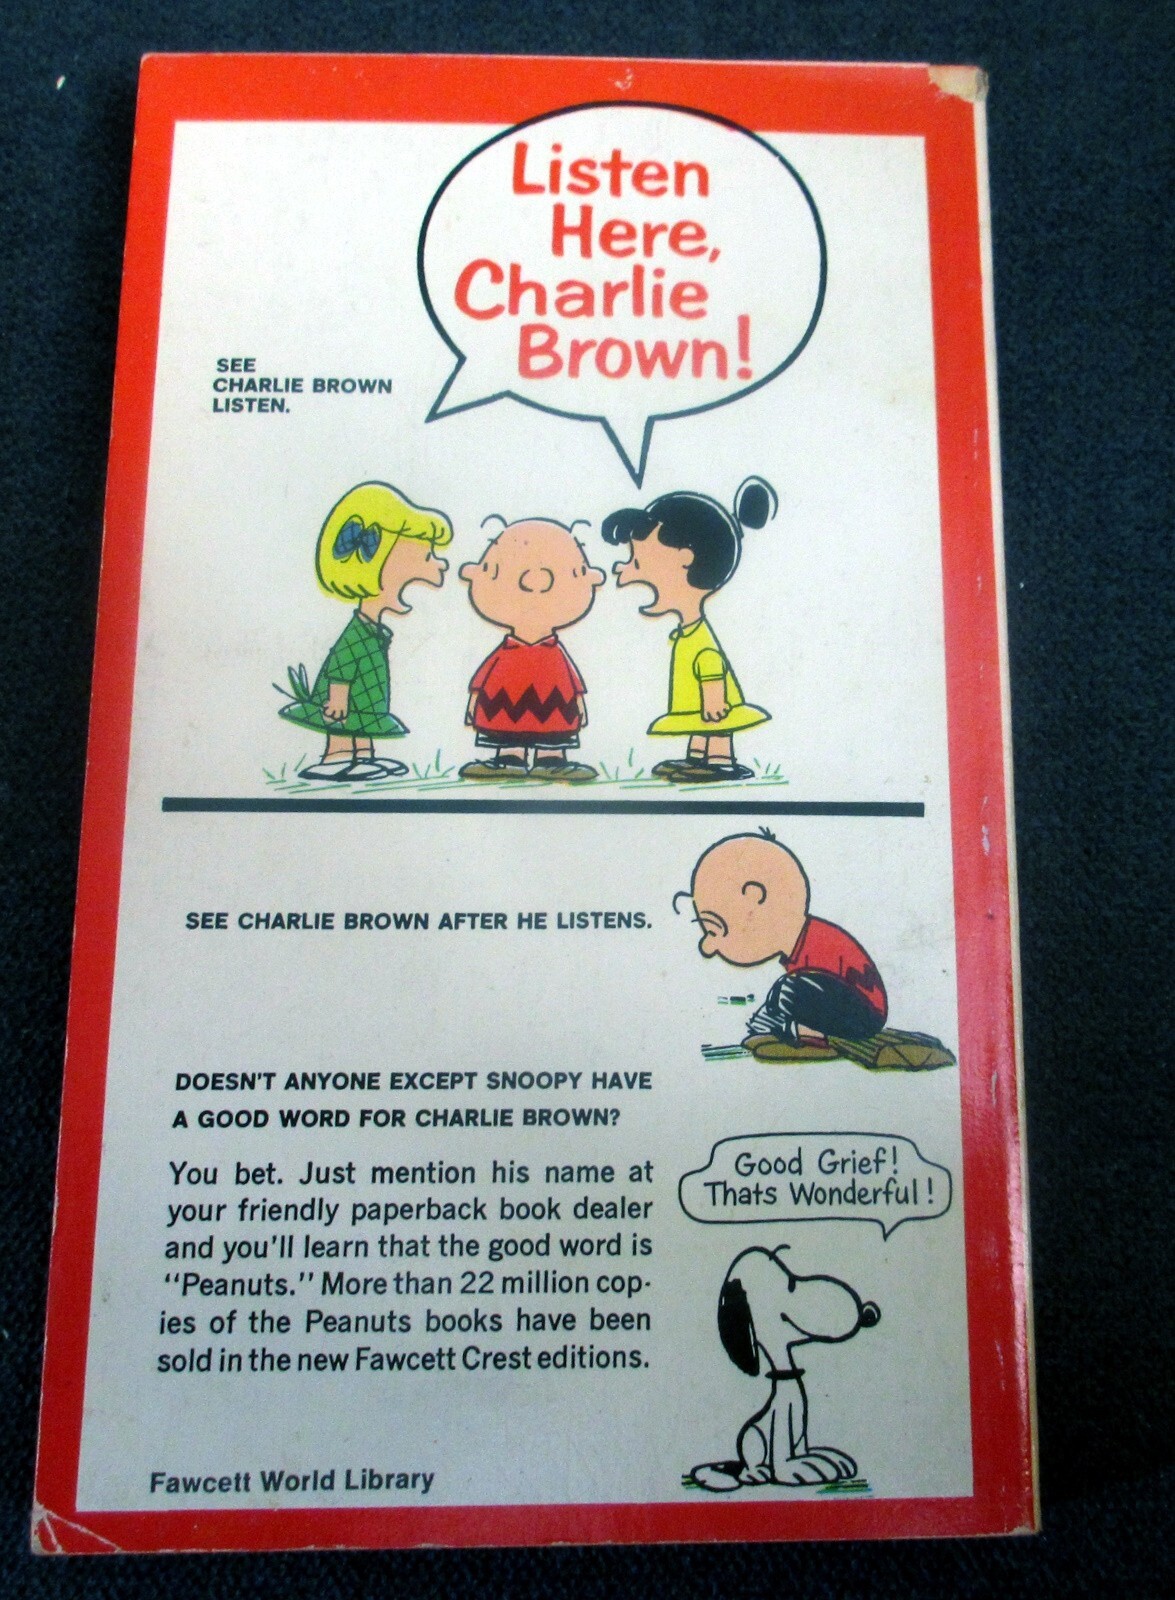 Listen
Here,
Charlie
Brown!
SEE
CHARLIE BROWN
LISTEN.
SEE CHARLIE BROWN AFTER HE LISTENS.
DOESN'T ANYONE EXCEPT SNOOPY HAVE
A GOOD WORD FOR CHARLIE BROWN?
You bet. Just mention his name at
your friendly paperback book dealer
and you'll learn that the good word is
"Peanuts." More than 22 million cop-
ies of the Peanuts books have been
sold in the new Fawcett Crest editions.
Good Grief!
Thats Wonderful!
Fawcett World Library